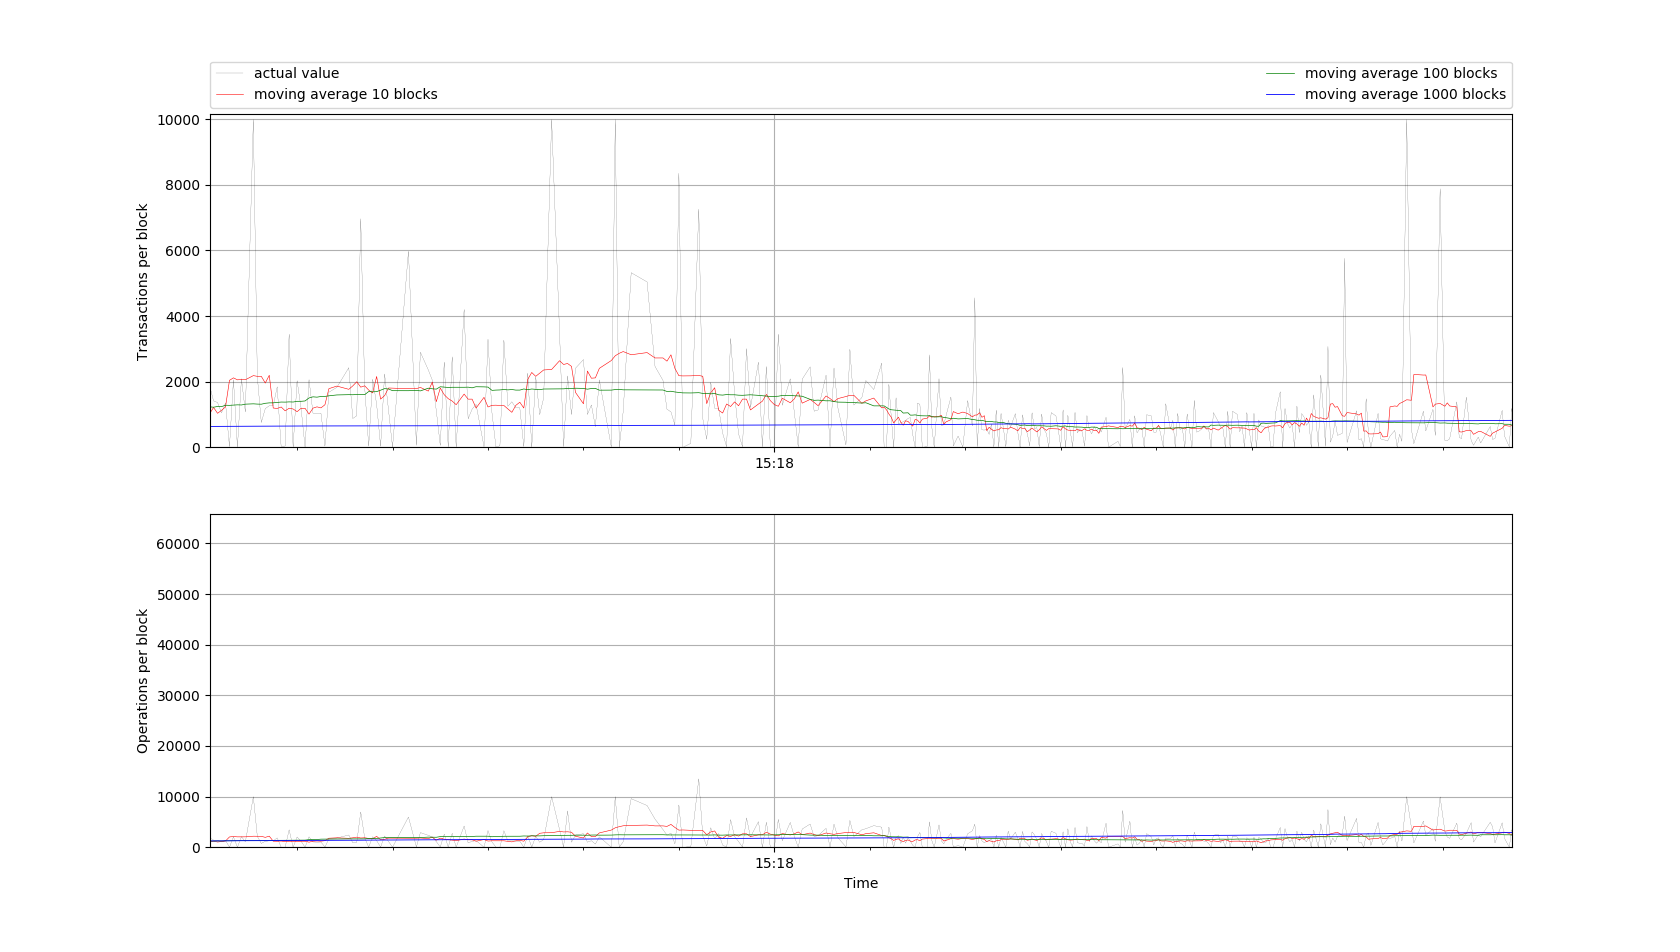 actual value
moving average 10 blocks
moving average 100 blocks
moving average 1000 blocks
Transactions per block
10000
8000
6000
4000
2000
0
15:18
Operations per block
60000
50000
40000
30000
20000
10000
0
15:18
Time